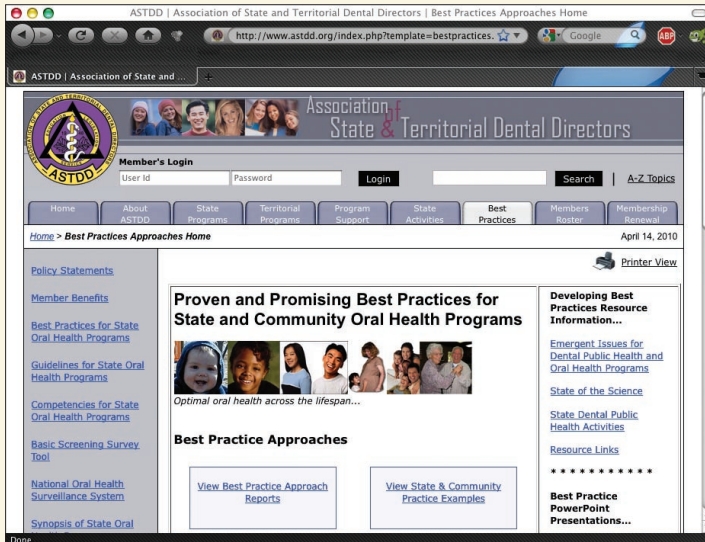 ASTDD | Association of State and Territorial Dental Directors | Best Practices Approaches Home
http://www.astdd.org/index.php?template=bestpractices.
Google
ABP
ASTDD | Association of State and ...
Association of
State & Territorial Dental Directors
ASTDD
Member's Login
User Id
Password
Login
Search
|
A-Z Topics
Home
About
ASTDD
State
Programs
Territorial
Programs
Program
Support
State
Activities
Best
Practices
Members
Roster
Membership
Renewal
Home > Best Practices Approaches Home
April 14, 2010
Printer View
Policy Statements
Member Benefits
Best Practices for State
Oral Health Programs
Guidelines for State Oral
Health Programs
Competencies for State
Oral Health Programs
Basic Screening Survey
Tool
National Oral Health
Surveillance System
Synopsis of State Oral
Proven and Promising Best Practices for
State and Community Oral Health Programs
Optimal oral health across the lifespan...
Best Practice Approaches
View Best Practice Approach
Reports
View State & Community
Practice Examples
Developing Best
Practices Resource
Information...
Emergent Issues for
Dental Public Health and
Oral Health Programs
State of the Science
State Dental Public
Health Activities
Resource Links
* * * * * * * * * * *
Best Practice
PowerPoint
Presentations...
Done